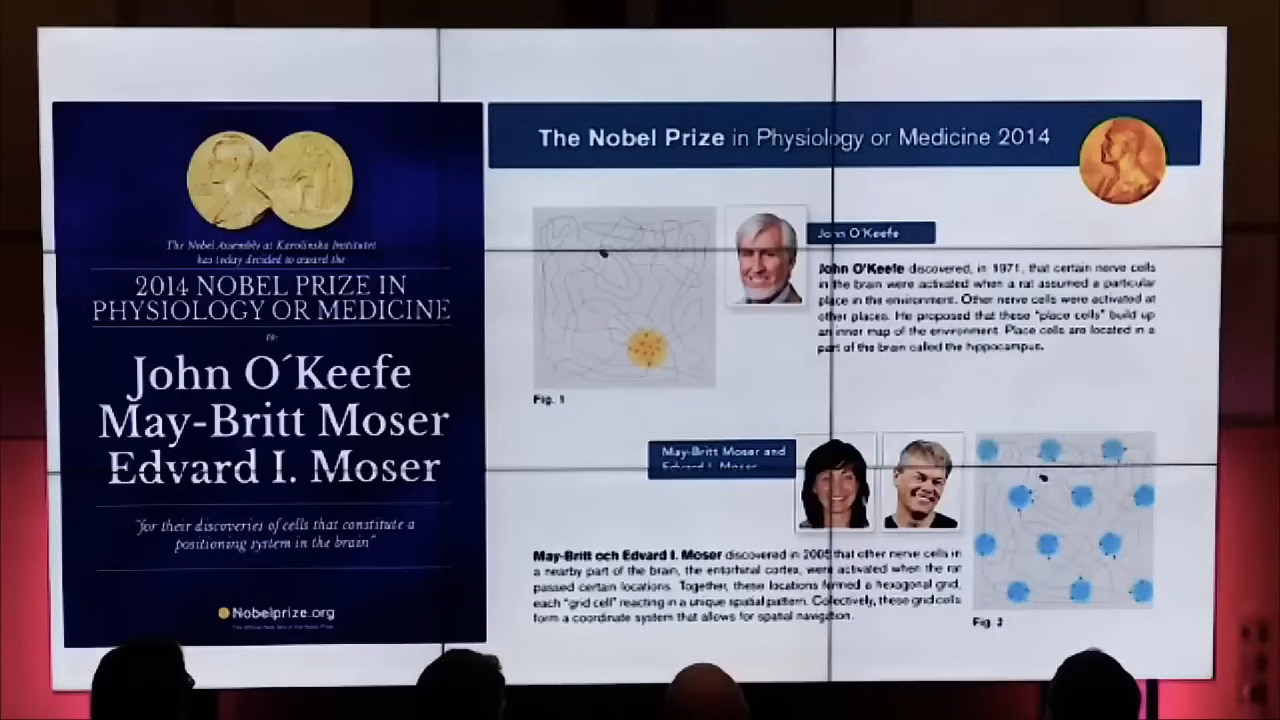 The Nobel Assembly at Karolinska Institutet
has today decided to award the
2014 NOBEL PRIZE IN
PHYSIOLOGY OR MEDICINE
to
John O´Keefe
May-Britt Moser
Edvard I. Moser
"for their discoveries of cells that constitute a
positioning system in the brain"
Nobelprize.org
The Nobel Prize in Physiology or Medicine 2014
John O'Keefe
John O'Keefe discovered, in 1971, that certain nerve cells
in the brain were activated when a rat assumed a particular
place in the environment. Other nerve cells were activated at
other places. He proposed that these "place cells" build up
an inner map of the environment. Place cells are located in a
part of the brain called the hippocampus.
Fig. 1
May-Britt Moser and
Edvard I. Moser
May-Britt och Edvard I. Moser discovered in 2005 that other nerve cells in
a nearby part of the brain, the entorhinal cortex, were activated when the rat
passed certain locations. Together, these locations formed a hexagonal grid,
each "grid cell" reacting in a unique spatial pattern. Collectively, these grid cells
form a coordinate system that allows for spatial navigation.
Fig. 2